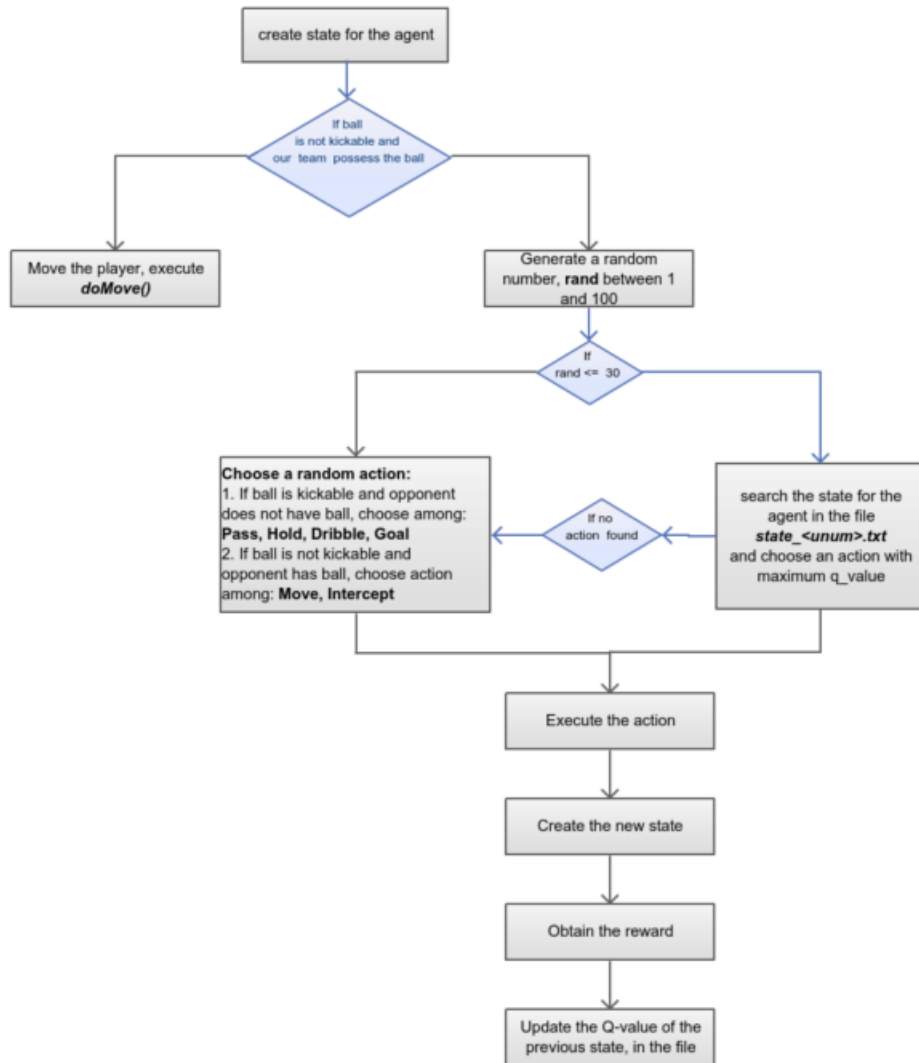 create state for the agent
If ball
is not kickable and
our team possess the ball
Move the player, execute
doMove()
Generate a random
number, rand between 1
and 100
If
rand <= 30
Choose a random action:
1. If ball is kickable and opponent
does not have ball, choose among:
Pass, Hold, Dribble, Goal
2. If ball is not kickable and
opponent has ball, choose action
among: Move, Intercept
If no
action found
search the state for the
agent in the file
state_<unum>.txt
and choose an action with
maximum q_value
Execute the action
Create the new state
Obtain the reward
Update the Q-value of the
previous state, in the file